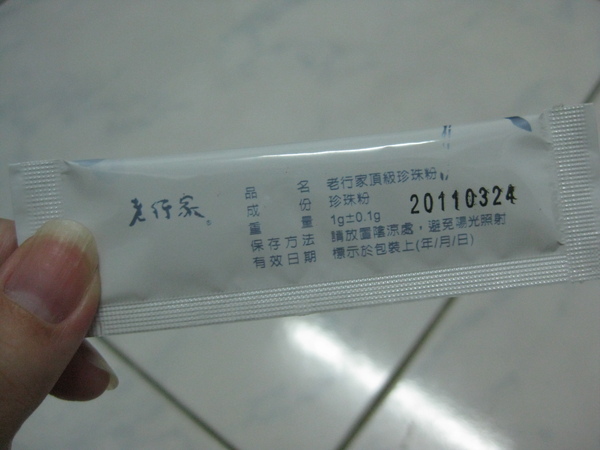 老行家。
品名 老行家頂級珍珠粉
成份 珍珠粉
重量 1g±0.1g
保存方法 請放置陰涼處，避免陽光照射
有效日期 標示於包裝上(年/月/日)
20110324